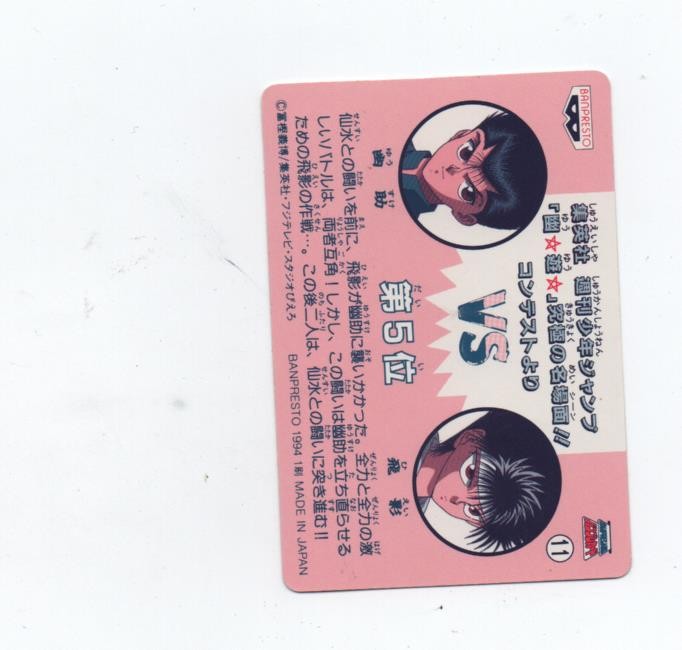 BANPRESTO
集英社 週刊少年ジャンプ
「幽☆遊☆」究極の名場面!!
コンテストより
11
VS
幽助
飛影
第5位
仙水との闘いを前に、飛影が幽助に襲いかかった。全力と全力の激
しいバトルは、両者互角!しかし、この闘いは幽助を立ち直らせる
ための飛影の作戦…。この後二人は、仙水との闘いに突き進む!!
©冨樫義博/集英社・フジテレビ・スタジオぴえろ
BANPRESTO 1994 1刷 MADE IN JAPAN